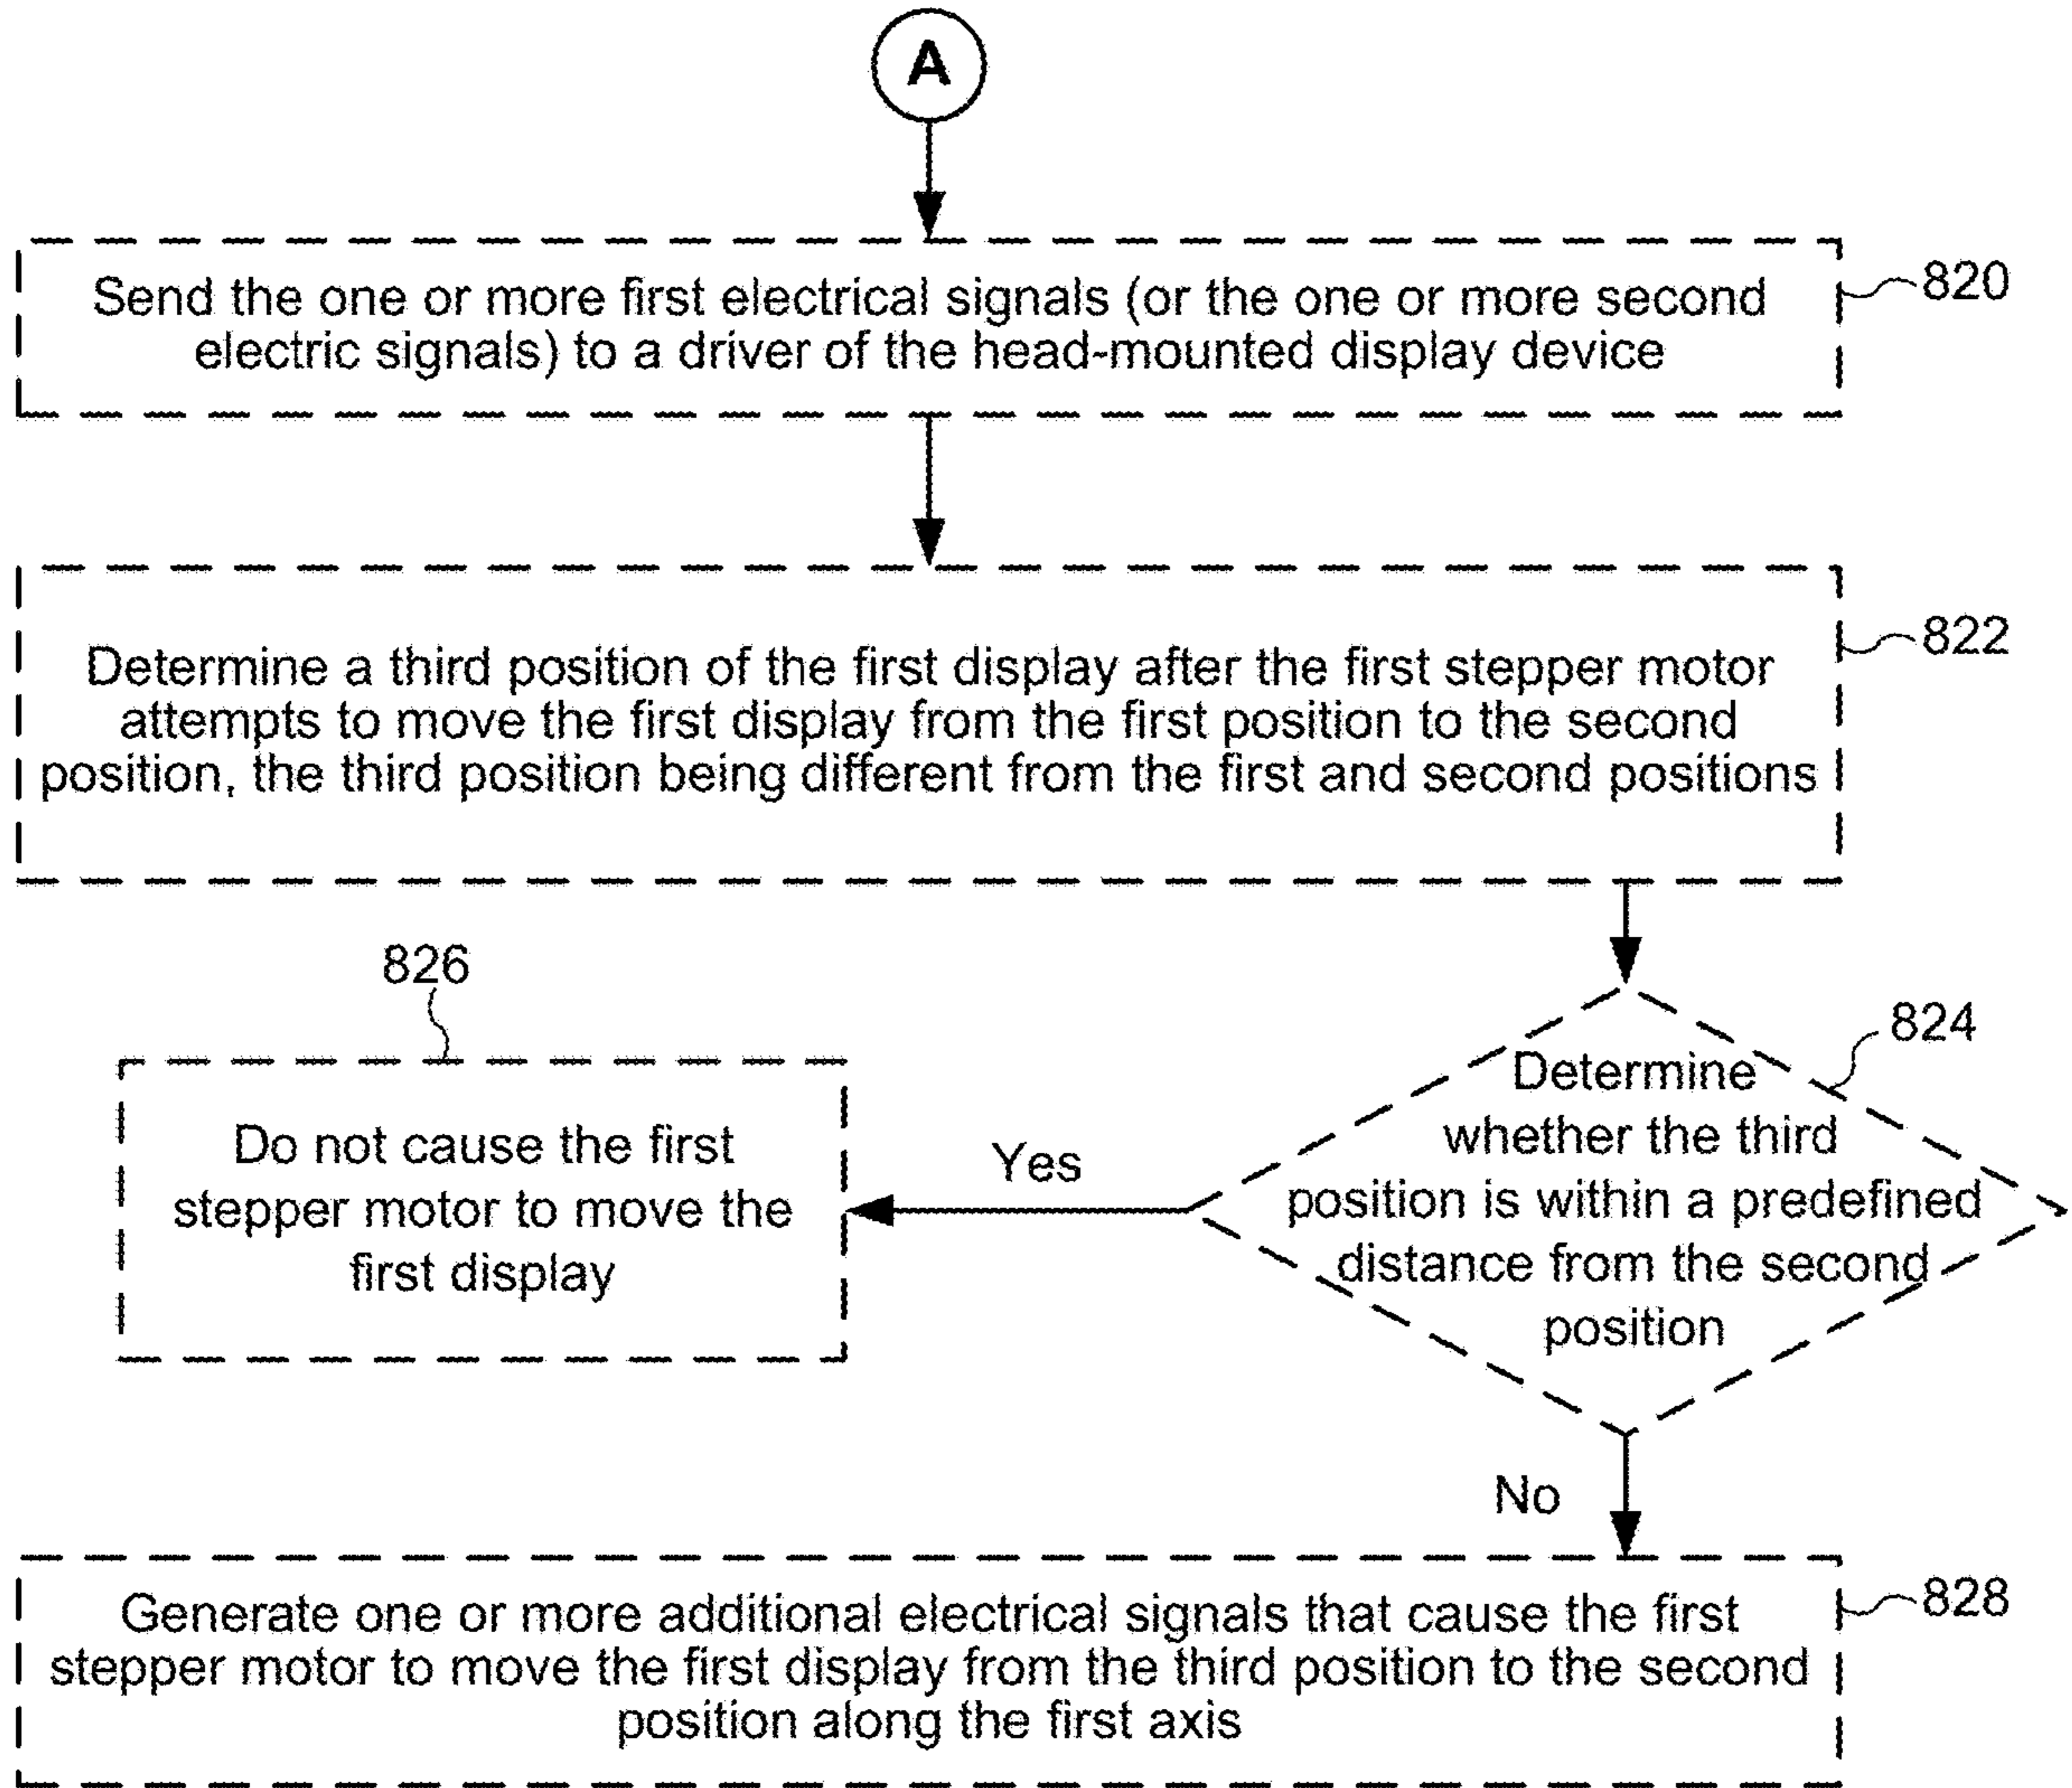 A
Send the one or more first electrical signals (or the one or more second
electric signals) to a driver of the head-mounted display device
820
Determine a third position of the first display after the first stepper motor
attempts to move the first display from the first position to the second
position, the third position being different from the first and second positions
822
826
Do not cause the first
stepper motor to move the
first display
Yes
824
Determine
whether the third
position is within a predefined
distance from the second
position
No
Generate one or more additional electrical signals that cause the first
stepper motor to move the first display from the third position to the second
position along the first axis
828